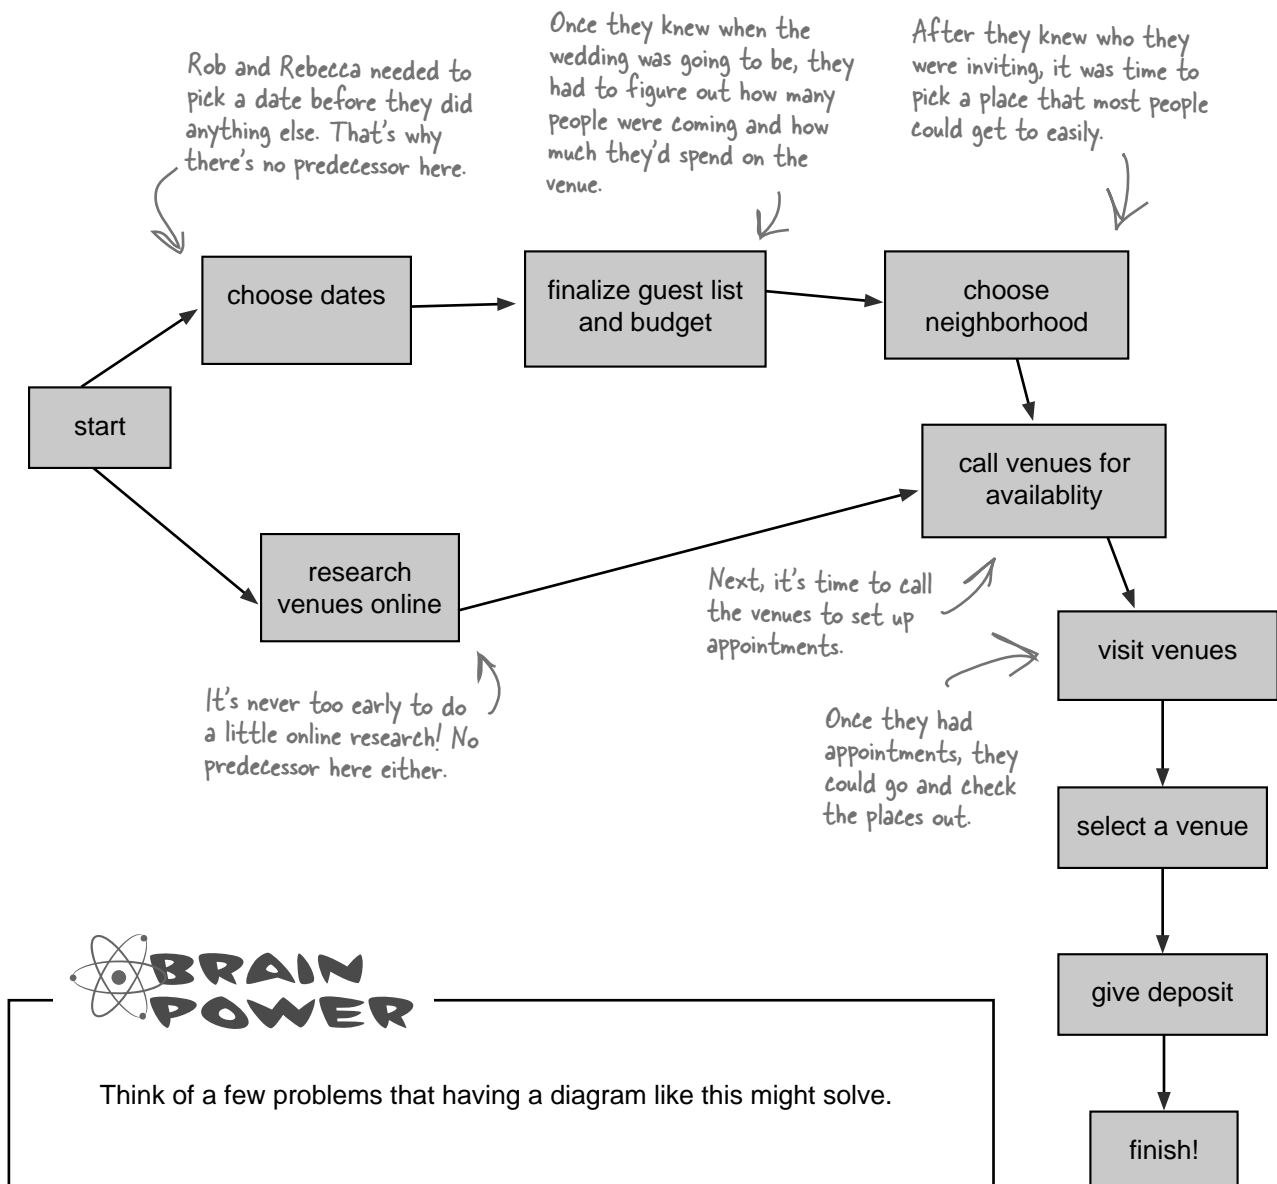 Rob and Rebecca needed to
pick a date before they did
anything else. That's why
there's no predecessor here.
Once they knew when the
wedding was going to be, they
had to figure out how many
people were coming and how
much they'd spend on the
venue.
After they knew who they
were inviting, it was time to
pick a place that most people
could get to easily.
choose dates
finalize guest list
and budget
choose
neighborhood
start
call venues for
availablity
research
venues online
Next, it's time to call
the venues to set up
appointments.
visit venues
It's never too early to do
a little online research! No
predecessor here either.
Once they had
appointments, they
could go and check
the places out.
select a venue
BRAIN
POWER
give deposit
Think of a few problems that having a diagram like this might solve.
finish!